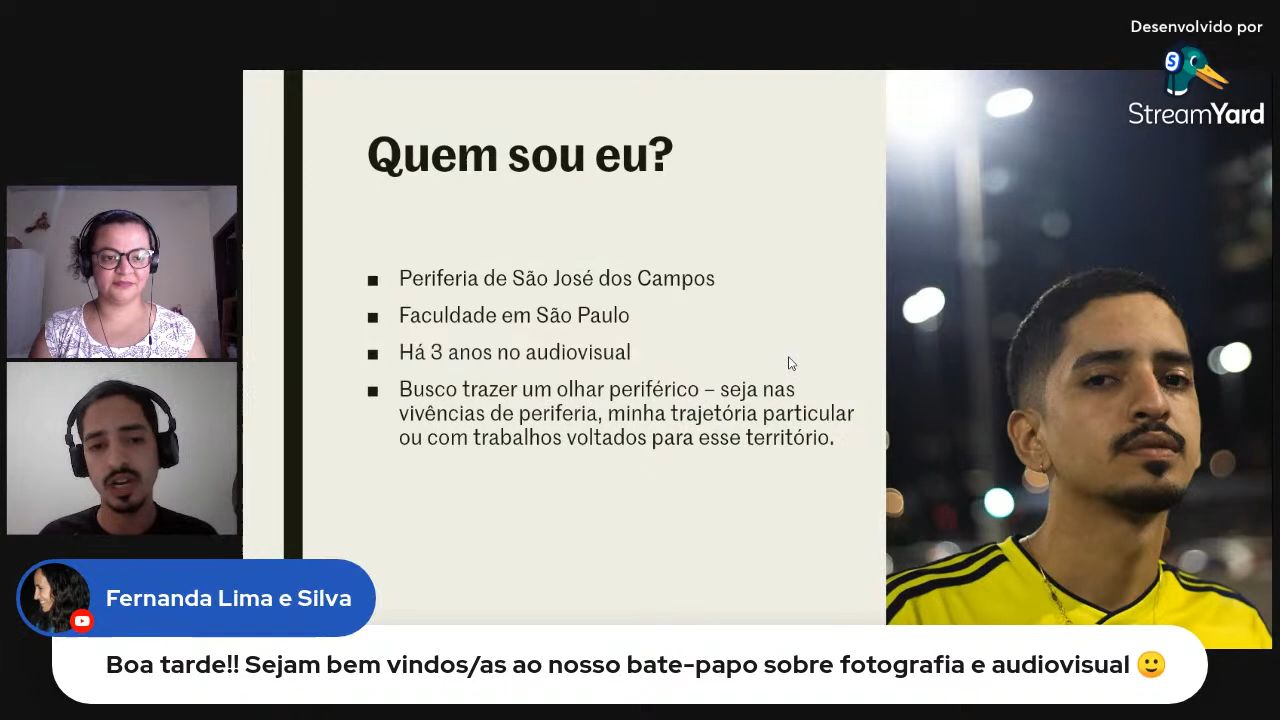 Desenvolvido por
StreamYard
Quem sou eu?
■ Periferia de São José dos Campos
■ Faculdade em São Paulo
■ Há 3 anos no audiovisual
■ Busco trazer um olhar periférico – seja nas
vivências de periferia, minha trajetória particular
ou com trabalhos voltados para esse território.
Fernanda Lima e Silva
Boa tarde!! Sejam bem vindos/as ao nosso bate-papo sobre fotografia e audiovisual 🙂